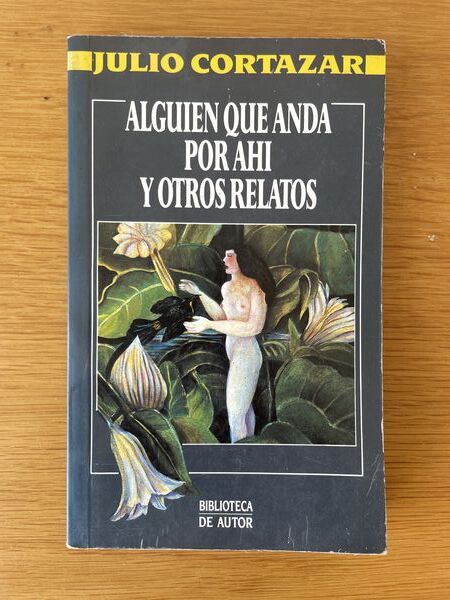 JULIO CORTAZAR
ALGUIEN QUE ANDA
POR AHI
Y OTROS RELATOS
BIBLIOTECA
DE AUTOR